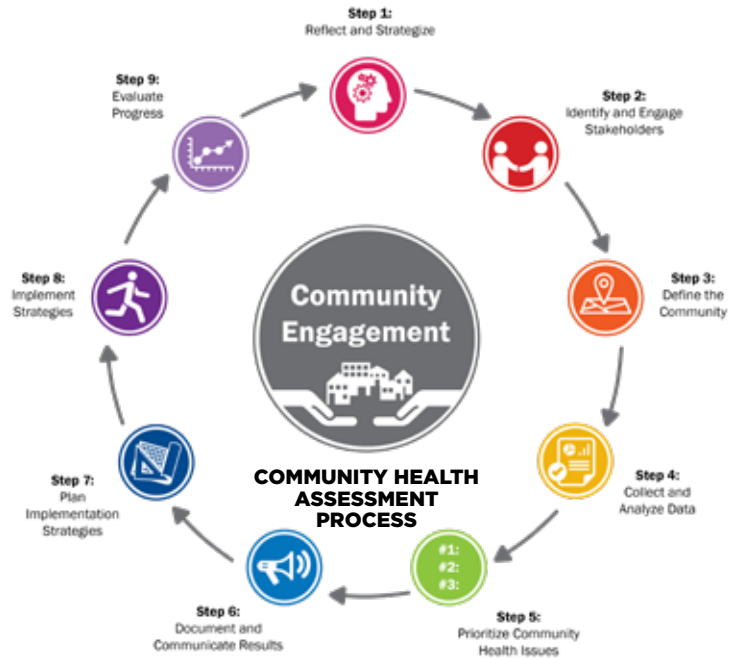 Step 1:
Reflect and Strategize
Step 2:
Identify and Engage
Stakeholders
Step 3:
Define the
Community
Step 4:
Collect and
Analyze Data
#1:
#2:
#3:
Step 5:
Prioritize Community
Health Issues
Step 6:
Document and
Communicate Results
Step 7:
Plan
Implementation
Strategies
Step 8:
Implement
Strategies
Step 9:
Evaluate
Progress
Community
Engagement
COMMUNITY HEALTH
ASSESSMENT
PROCESS